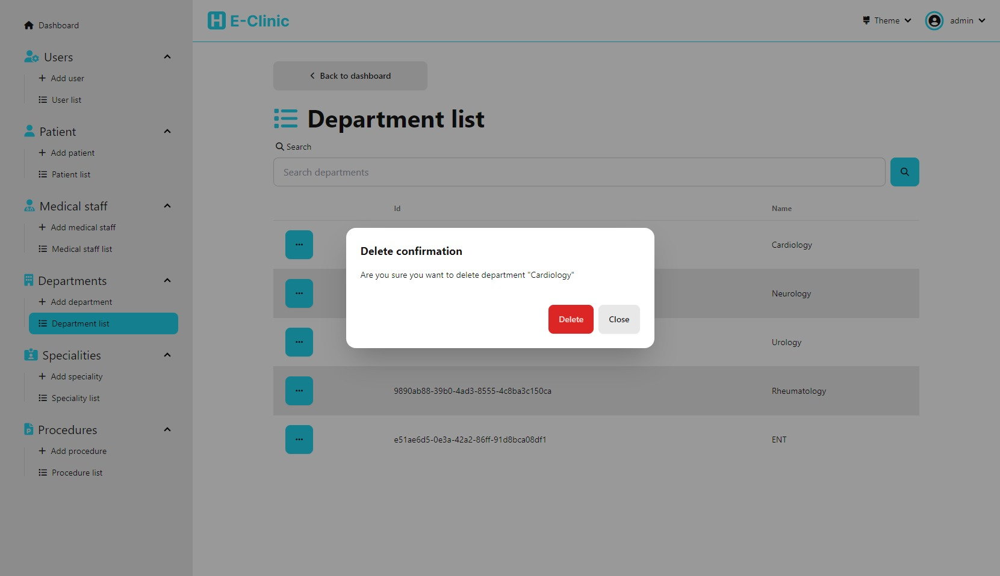 Dashboard
Users
Add user
User list
Patient
Add patient
Patient list
Medical staff
Add medical staff
Medical staff list
Departments
Add department
Department list
Specialities
Add speciality
Speciality list
Procedures
Add procedure
Procedure list
H E-Clinic
Theme
admin
Back to dashboard
Department list
Search
Search departments
Id Name
Cardiology
Neurology
Urology
9890ab88-39b0-4ad3-8555-4c8ba3c150ca Rheumatology
e51ae6d5-0e3a-42a2-86ff-91d8bca08df1 ENT
Delete confirmation
Are you sure you want to delete department "Cardiology"
Delete Close